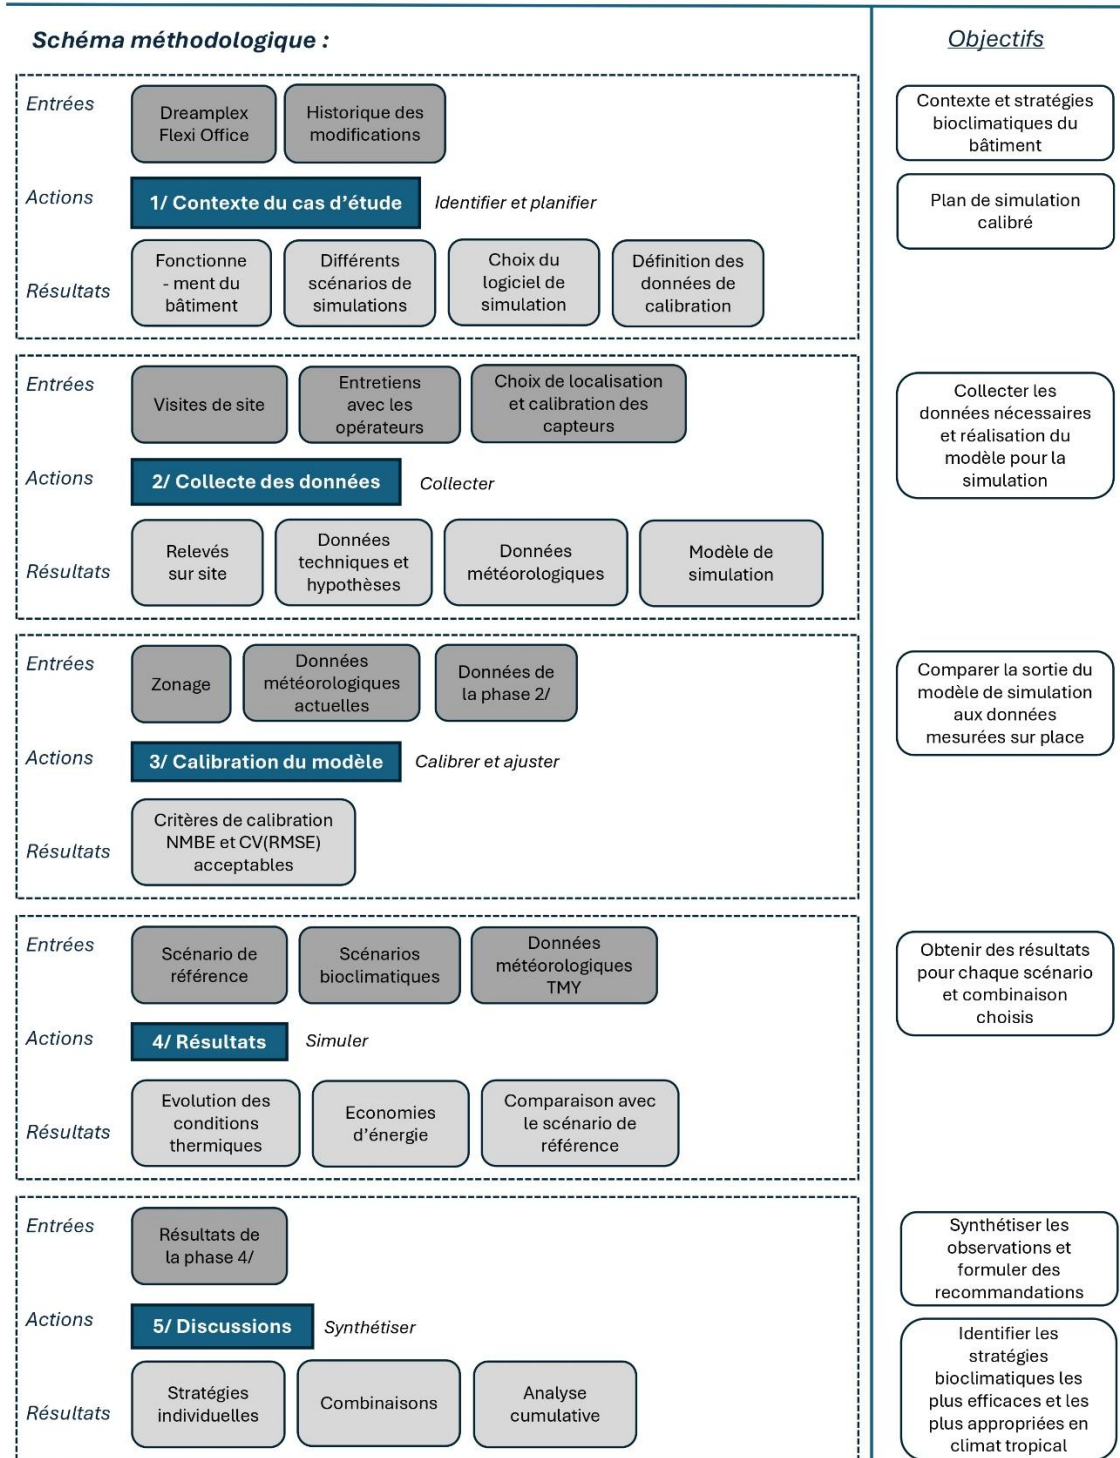 Schéma méthodologique :
Objectifs
Entrées
Dreamplex
Flexi Office
Historique des
modifications
Actions
1/ Contexte du cas d'étude
Identifier et planifier
Résultats
Fonctionne
- ment du
bâtiment
Différents
scénarios de
simulations
Choix du
logiciel de
simulation
Définition des
données de
calibration
Contexte et stratégies
bioclimatiques du
bâtiment
Plan de simulation
calibré
Entrées
Visites de site
Entretiens
avec les
opérateurs
Choix de localisation
et calibration des
capteurs
Actions
2/ Collecte des données
Collecter
Résultats
Relevés
sur site
Données
techniques et
hypothèses
Données
météorologiques
Modèle de
simulation
Collecter les
données nécessaires
et réalisation du
modèle pour la
simulation
Entrées
Zonage
Données
météorologiques
actuelles
Données de
la phase 2/
Actions
3/ Calibration du modèle
Calibrer et ajuster
Résultats
Critères de calibration
NMBE et CV(RMSE)
acceptables
Comparer la sortie du
modèle de simulation
aux données
mesurées sur place
Entrées
Scénario de
référence
Scénarios
bioclimatiques
Données
météorologiques
TMY
Actions
4/ Résultats
Simuler
Résultats
Evolution des
conditions
thermiques
Economies
d'énergie
Comparaison avec
le scénario de
référence
Obtenir des résultats
pour chaque scénario
et combinaison
choisis
Entrées
Résultats de
la phase 4/
Actions
5/ Discussions
Synthétiser
Résultats
Stratégies
individuelles
Combinaisons
Analyse
cumulative
Synthétiser les
observations et
formuler des
recommandations
Identifier les
stratégies
bioclimatiques les
plus efficaces et les
plus appropriées en
climat tropical